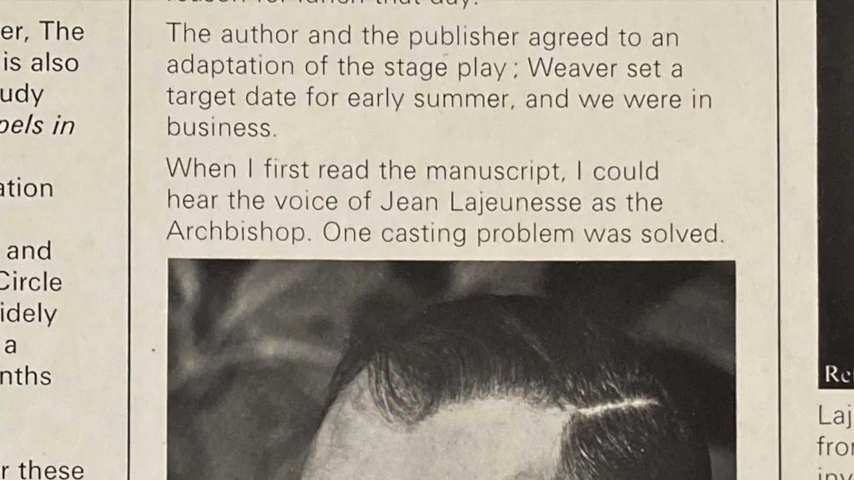 er, The
is also
udy
pels in
ation
and
Circle
idely
a
nths
r these
The author and the publisher agreed to an
adaptation of the stage play ; Weaver set a
target date for early summer, and we were in
business.
When I first read the manuscript, I could
hear the voice of Jean Lajeunesse as the
Archbishop. One casting problem was solved.
Re
Laj
from